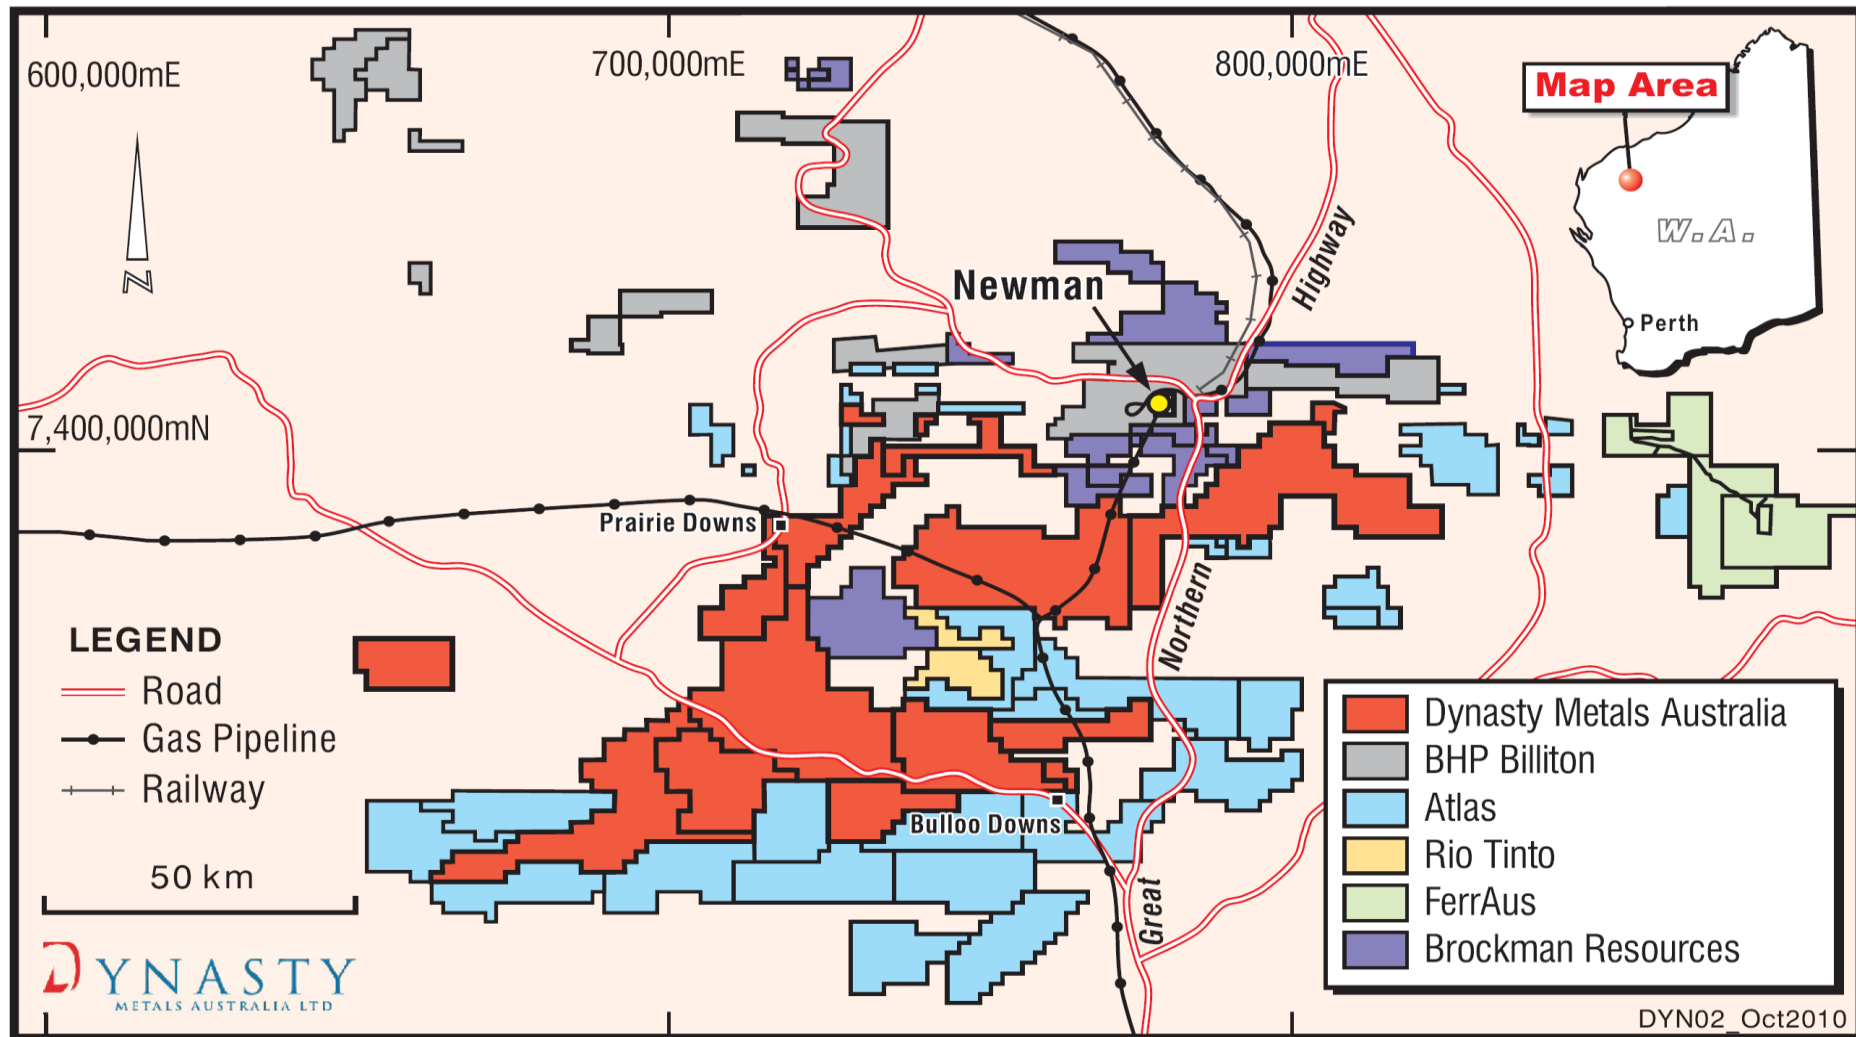 600,000mE
700,000mE
800,000mE
Map Area
W.A.
Perth
N
Newman
Highway
7,400,000mN
Prairie Downs
Northern
LEGEND
Road
Gas Pipeline
Railway
Dynasty Metals Australia
BHP Billiton
Atlas
Rio Tinto
FerrAus
Brockman Resources
Bulloo Downs
Great
50 km
DYNASTY
METALS AUSTRALIA LTD
DYN02_Oct2010